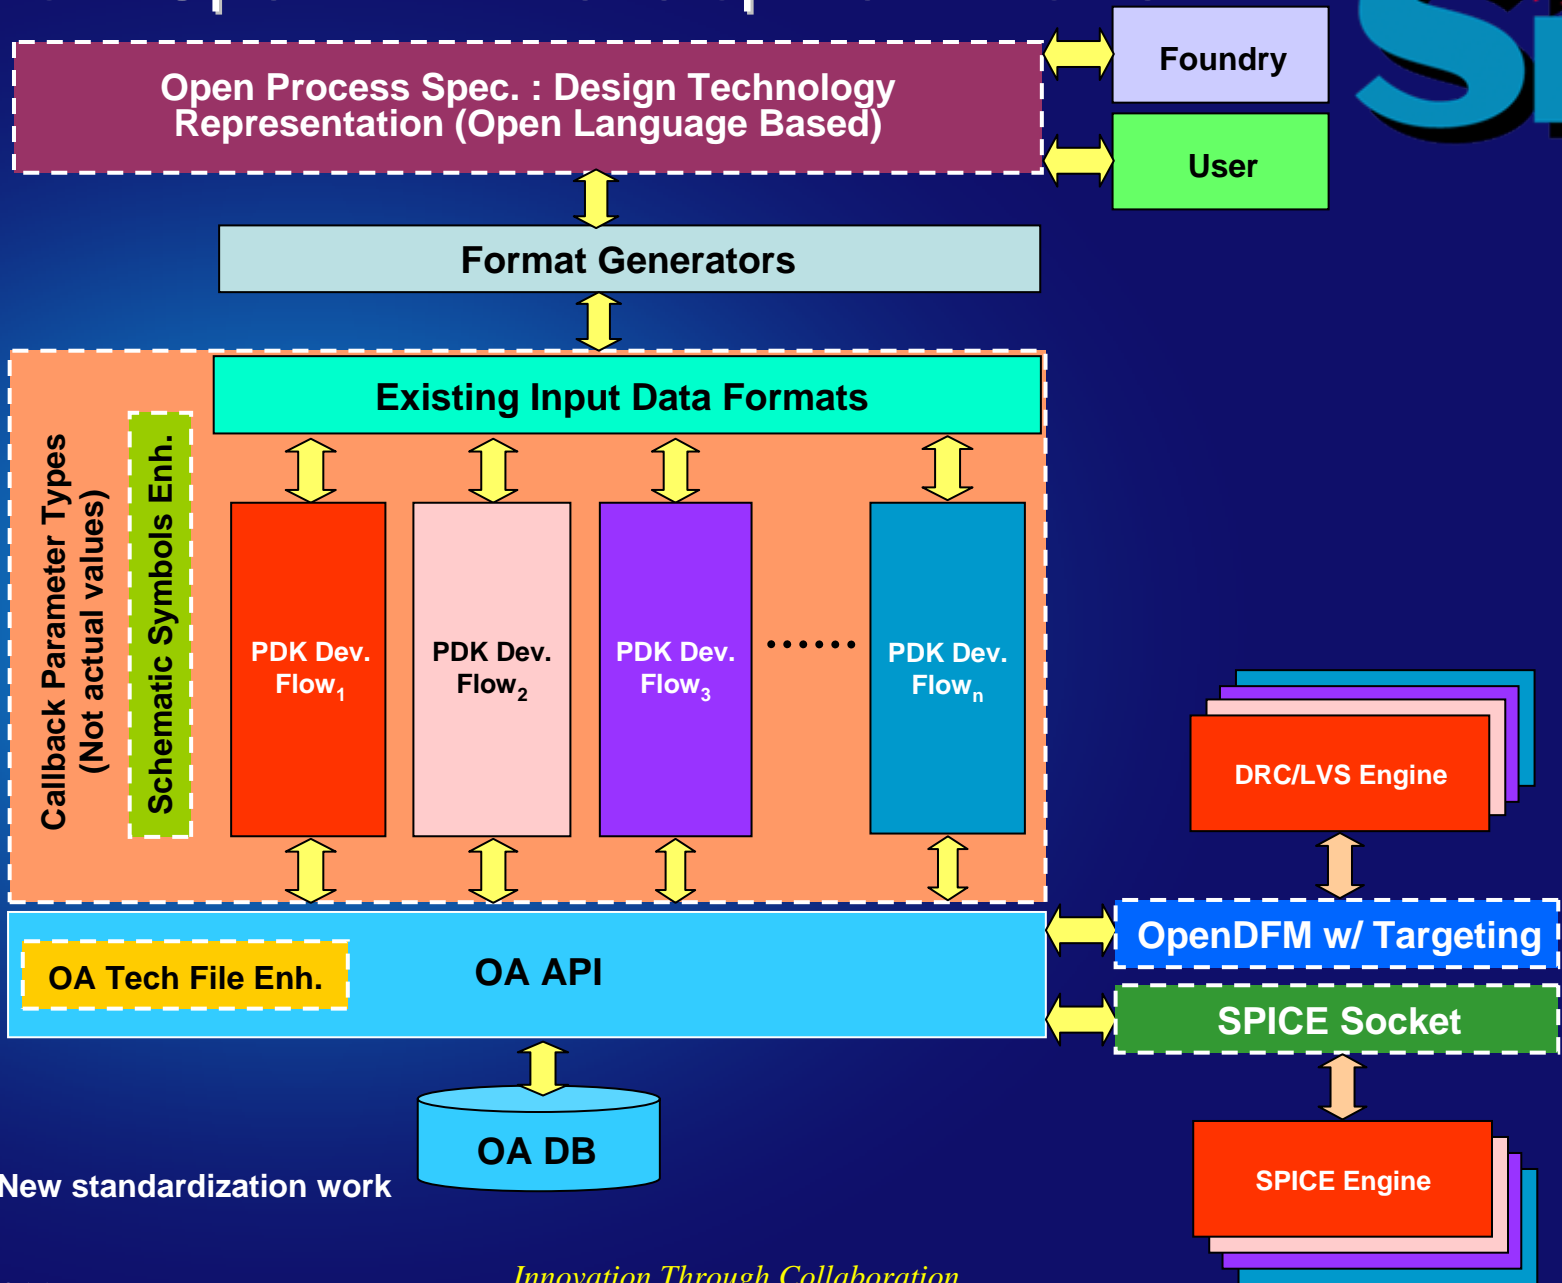 Foundry
Open Process Spec. : Design Technology
Representation (Open Language Based)
User
Format Generators
Existing Input Data Formats
Callback Parameter Types
(Not actual values)
Schematic Symbols Enh.
PDK Dev.
Flow1
PDK Dev.
Flow2
PDK Dev.
Flow3
......
PDK Dev.
Flown
DRC/LVS Engine
OA Tech File Enh.
OA API
OpenDFM w/ Targeting
SPICE Socket
OA DB
SPICE Engine
New standardization work
Innovation Through Collaboration